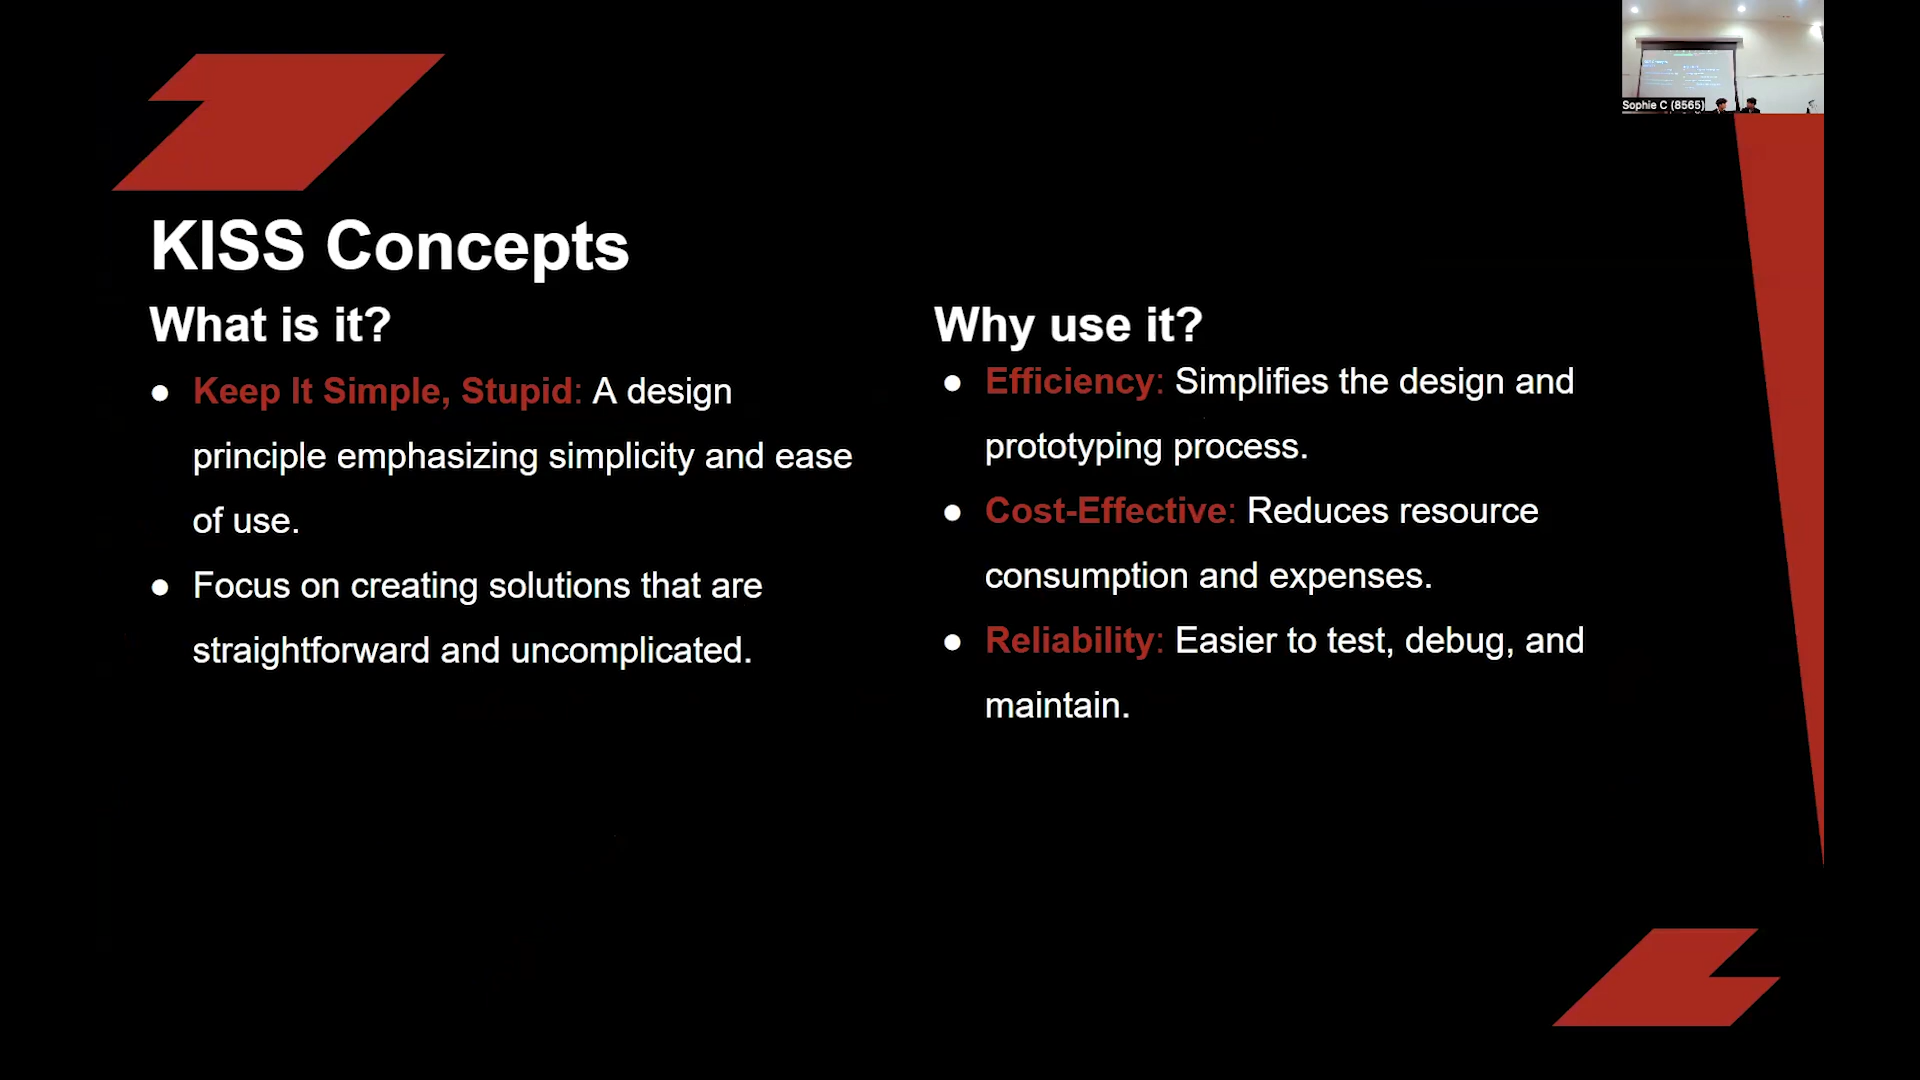 Sophie C (8565)
KISS Concepts
What is it?
● Keep It Simple, Stupid: A design
principle emphasizing simplicity and ease
of use.
● Focus on creating solutions that are
straightforward and uncomplicated.
Why use it?
● Efficiency: Simplifies the design and
prototyping process.
● Cost-Effective: Reduces resource
consumption and expenses.
● Reliability: Easier to test, debug, and
maintain.